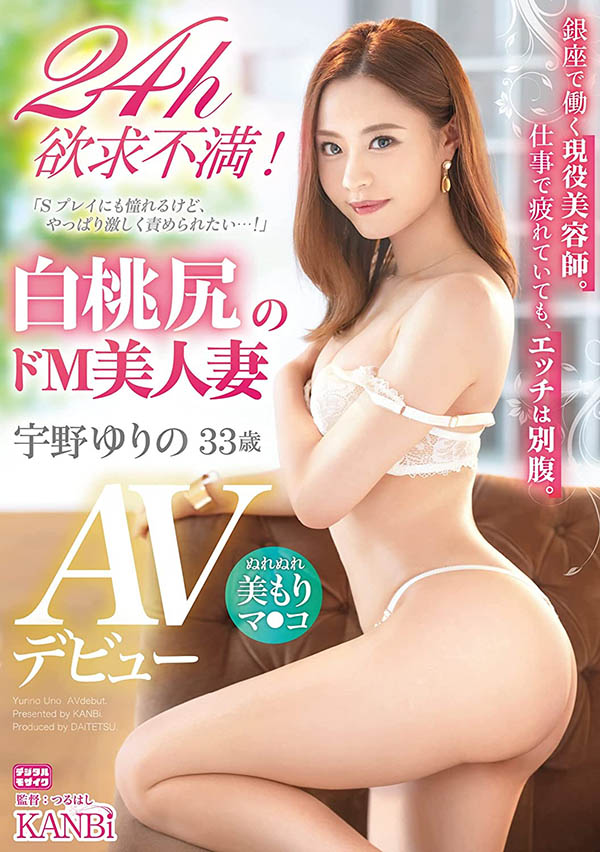 24h
欲求不満!
「Sプレイにも憧れるけど、
やっぱり激しく責められたい…!」
白桃尻の
ドM美人妻
宇野ゆりの 33歳
AV
デビュー
銀座で働く現役美容師。
仕事で疲れていても、エッチは別腹。
ぬれぬれ
美もり
マ●コ
Yurino Uno AVdebut.
Presented by KANBi.
Produced by DAITETSU.
デジタル
モザイク
監督：つるはし
KANBi